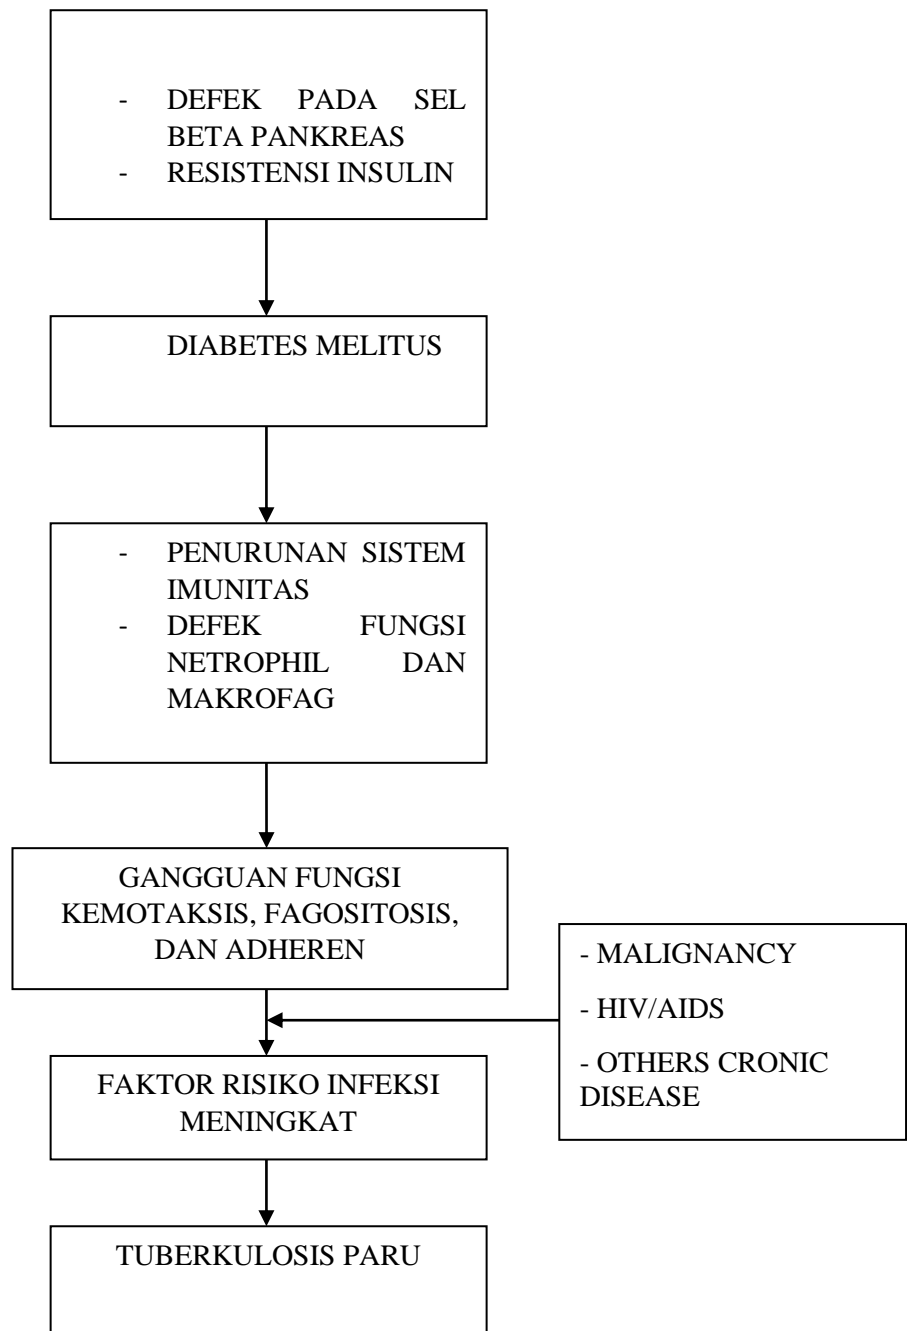 - DEFEK PADA SEL
BETA PANKREAS
- RESISTENSI INSULIN
DIABETES MELITUS
- PENURUNAN SISTEM
IMUNITAS
- DEFEK FUNGSI
NETROPHIL DAN
MAKROFAG
GANGGUAN FUNGSI
KEMOTAKSIS, FAGOSITOSIS,
DAN ADHEREN
- MALIGNANCY
- HIV/AIDS
- OTHERS CRONIC
DISEASE
FAKTOR RISIKO INFEKSI
MENINGKAT
TUBERKULOSIS PARU